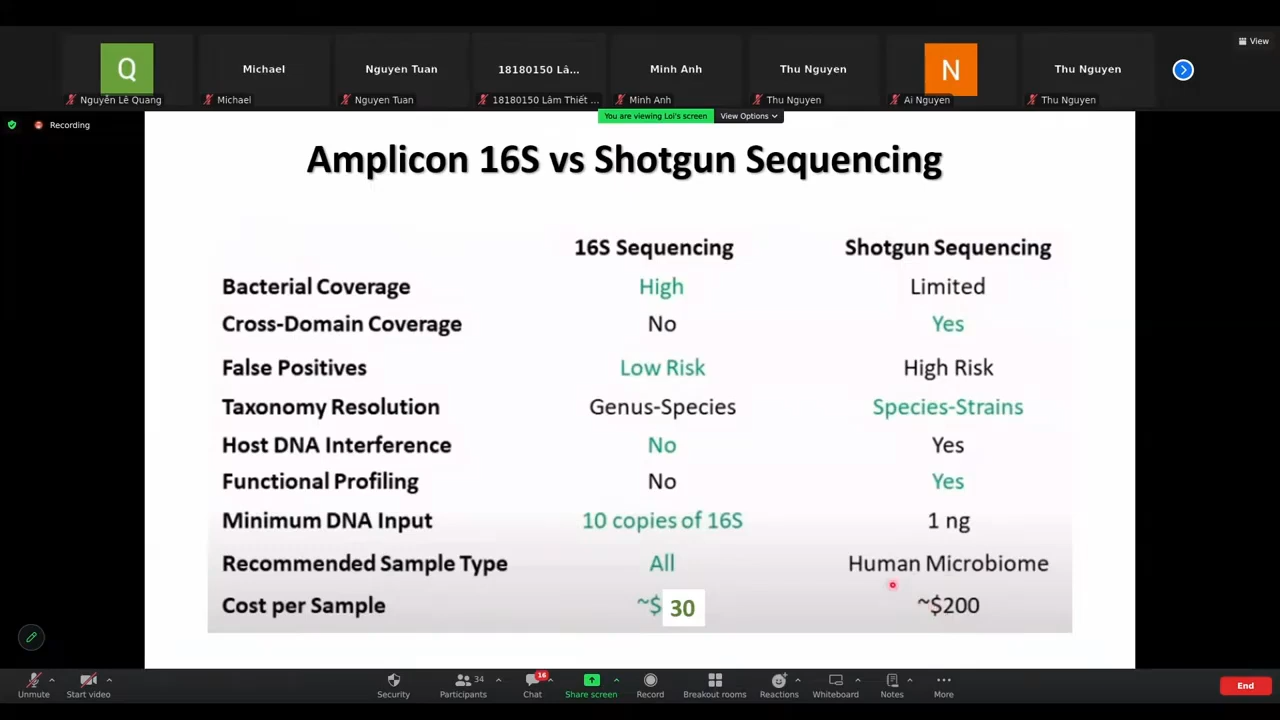 View
Q
Michael
Nguyen Tuan
18180150 Lâ...
Minh Anh
Thu Nguyen
N
Thu Nguyen
Nguyễn Lê Quang
Michael
Nguyen Tuan
18180150 Lâm Thiết ...
Minh Anh
Thu Nguyen
Ai Nguyen
Thu Nguyen
Recording
You are viewing Loi's screen
View Options
Amplicon 16S vs Shotgun Sequencing
16S Sequencing Shotgun Sequencing
Bacterial Coverage High Limited
Cross-Domain Coverage No Yes
False Positives Low Risk High Risk
Taxonomy Resolution Genus-Species Species-Strains
Host DNA Interference No Yes
Functional Profiling No Yes
Minimum DNA Input 10 copies of 16S 1 ng
Recommended Sample Type All Human Microbiome
Cost per Sample ~$ 30 ~$200
Unmute
Start video
Security
Participants 34
Chat 16
Share screen
Record
Breakout rooms
Reactions
Whiteboard
Notes
More
End